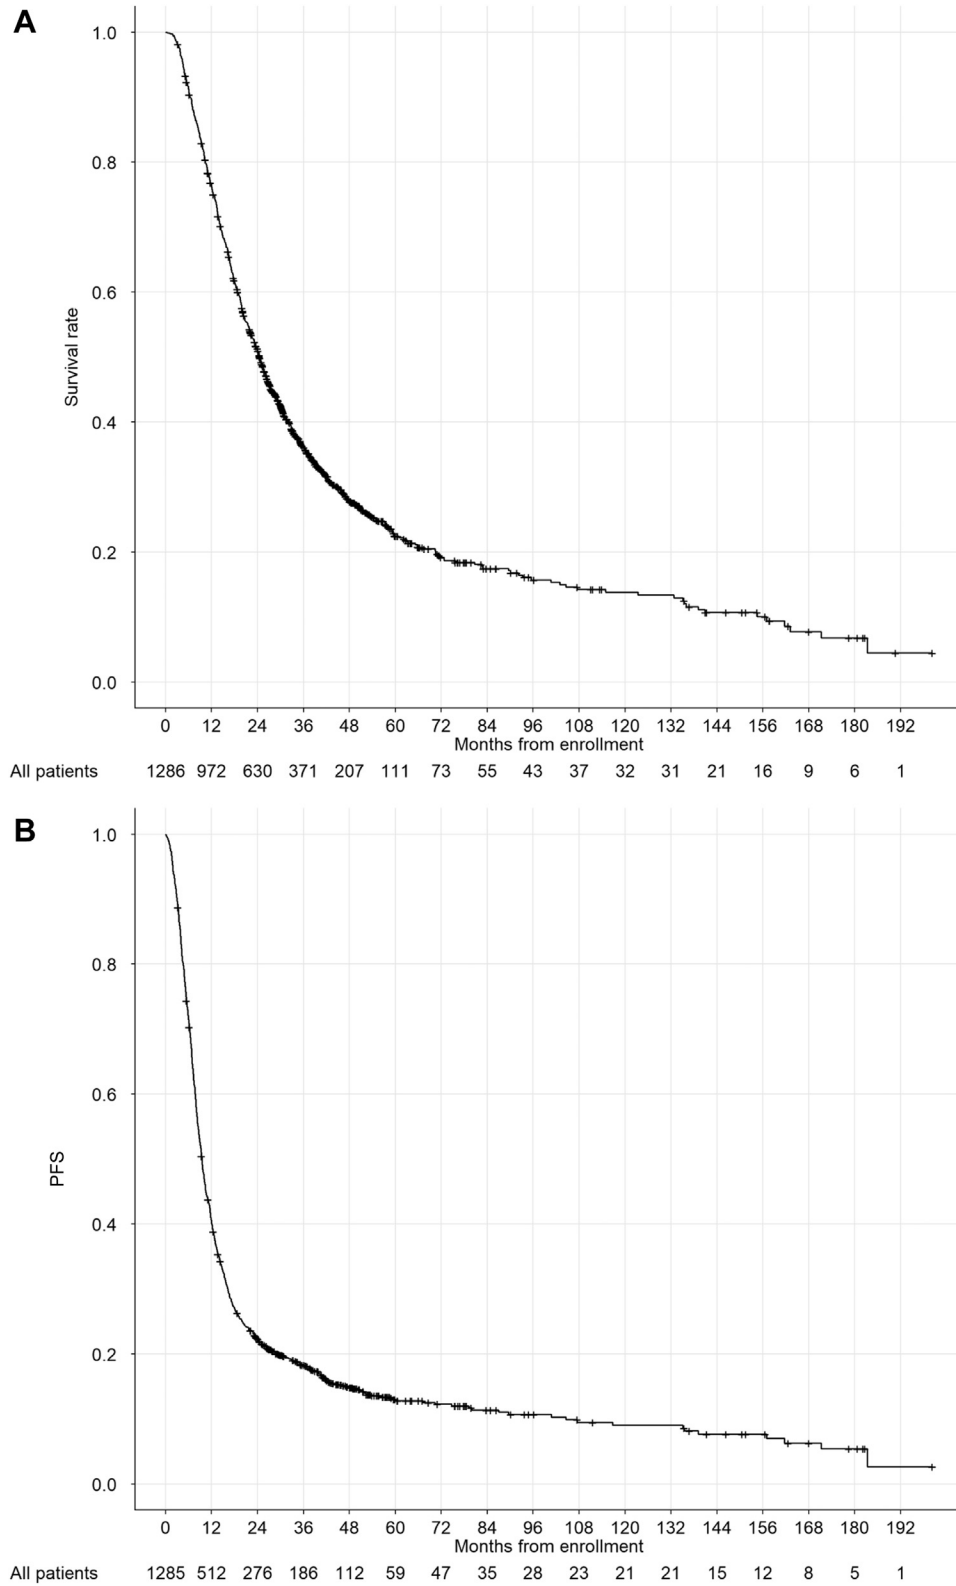 A
1.0
0.8
0.6
0.4
0.2
0.0
Survival rate
0 12 24 36 48 60 72 84 96 108 120 132 144 156 168 180 192
Months from enrollment
All patients 1286 972 630 371 207 111 73 55 43 37 32 31 21 16 9 6 1
B
1.0
0.8
0.6
0.4
0.2
0.0
PFS
0 12 24 36 48 60 72 84 96 108 120 132 144 156 168 180 192
Months from enrollment
All patients 1285 512 276 186 112 59 47 35 28 23 21 21 15 12 8 5 1